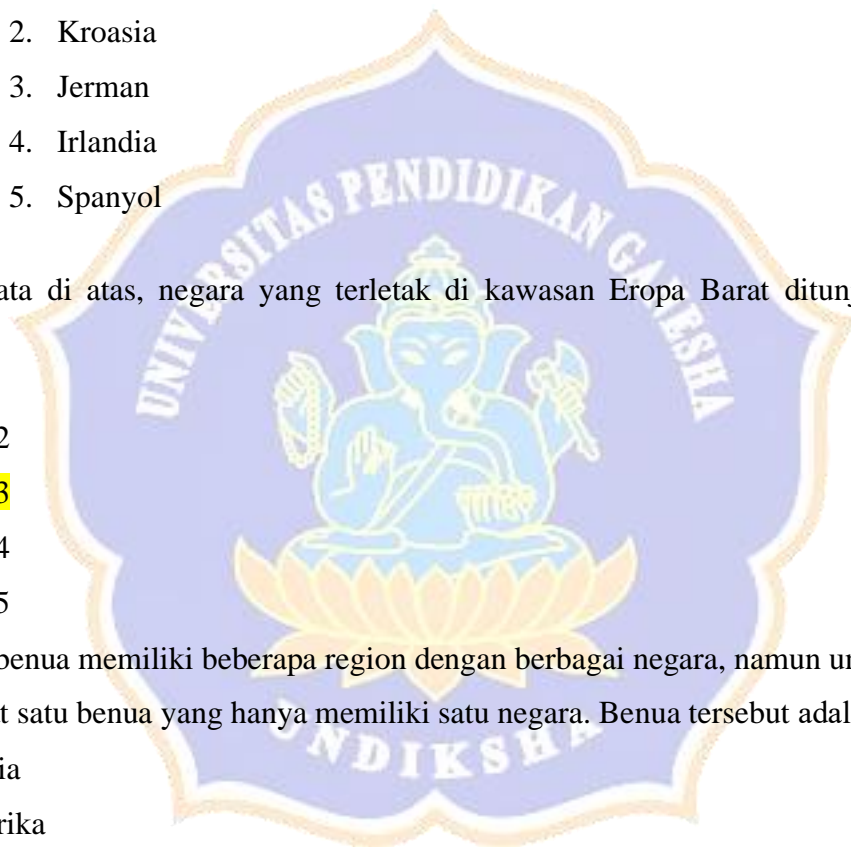 2. Kroasia
3. Jerman
4. Irlandia
5. Spanyol
UNIVERSITAS PENDIDIKAN GANESHA
ata di atas, negara yang terletak di kawasan Eropa Barat ditunj
2
3
4
5
benua memiliki beberapa region dengan berbagai negara, namun un
t satu benua yang hanya memiliki satu negara. Benua tersebut adal
UNDIKSHA
ia
rika